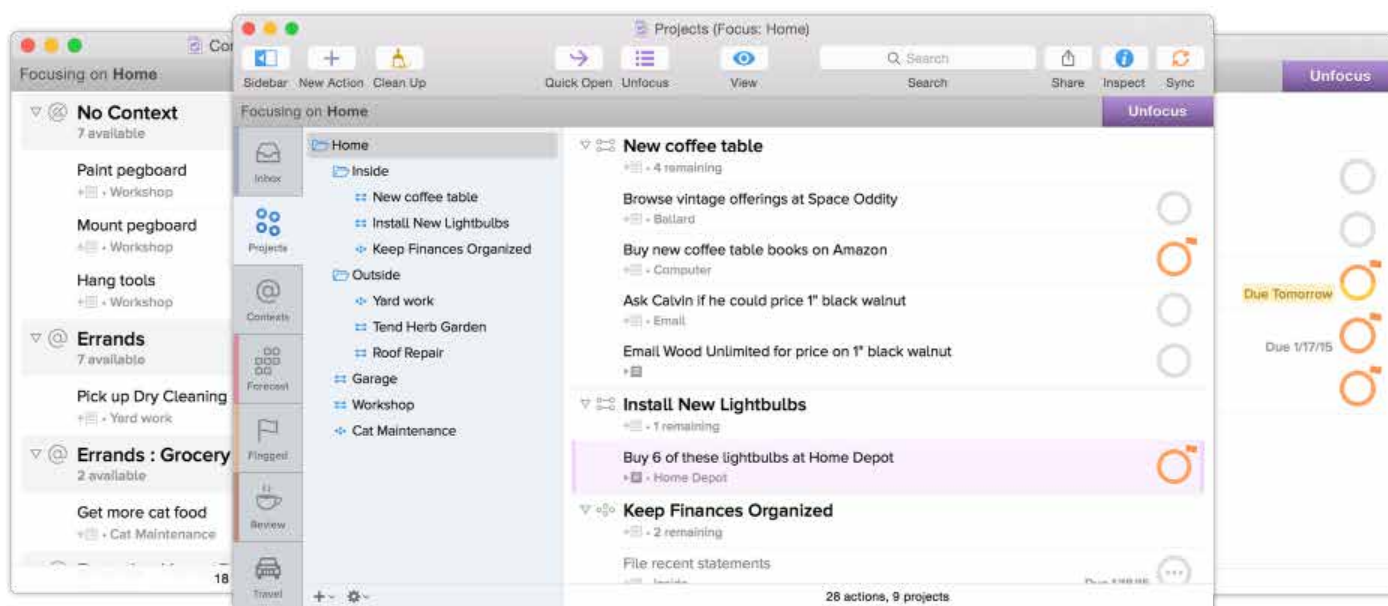 Focusing on Home
No Context
7 available
Paint pegboard
Workshop
Mount pegboard
Workshop
Hang tools
Workshop
Errands
7 available
Pick up Dry Cleaning
Yard work
Errands : Grocery
2 available
Get more cat food
Cat Maintenance
18
Projects (Focus: Home)
Sidebar
New Action
Clean Up
Quick Open
Unfocus
View
Search
Search
Share
Inspect
Sync
Focusing on Home
Unfocus
Inbox
Projects
Contexts
Forecast
Flagged
Review
Travel
Home
Inside
New coffee table
Install New Lightbulbs
Keep Finances Organized
Outside
Yard work
Tend Herb Garden
Roof Repair
Garage
Workshop
Cat Maintenance
New coffee table
4 remaining
Browse vintage offerings at Space Oddity
Ballard
Buy new coffee table books on Amazon
Computer
Ask Calvin if he could price 1" black walnut
Email
Email Wood Unlimited for price on 1" black walnut
Install New Lightbulbs
1 remaining
Buy 6 of these lightbulbs at Home Depot
Home Depot
Keep Finances Organized
2 remaining
File recent statements
28 actions, 9 projects
Unfocus
Due Tomorrow
Due 1/17/15